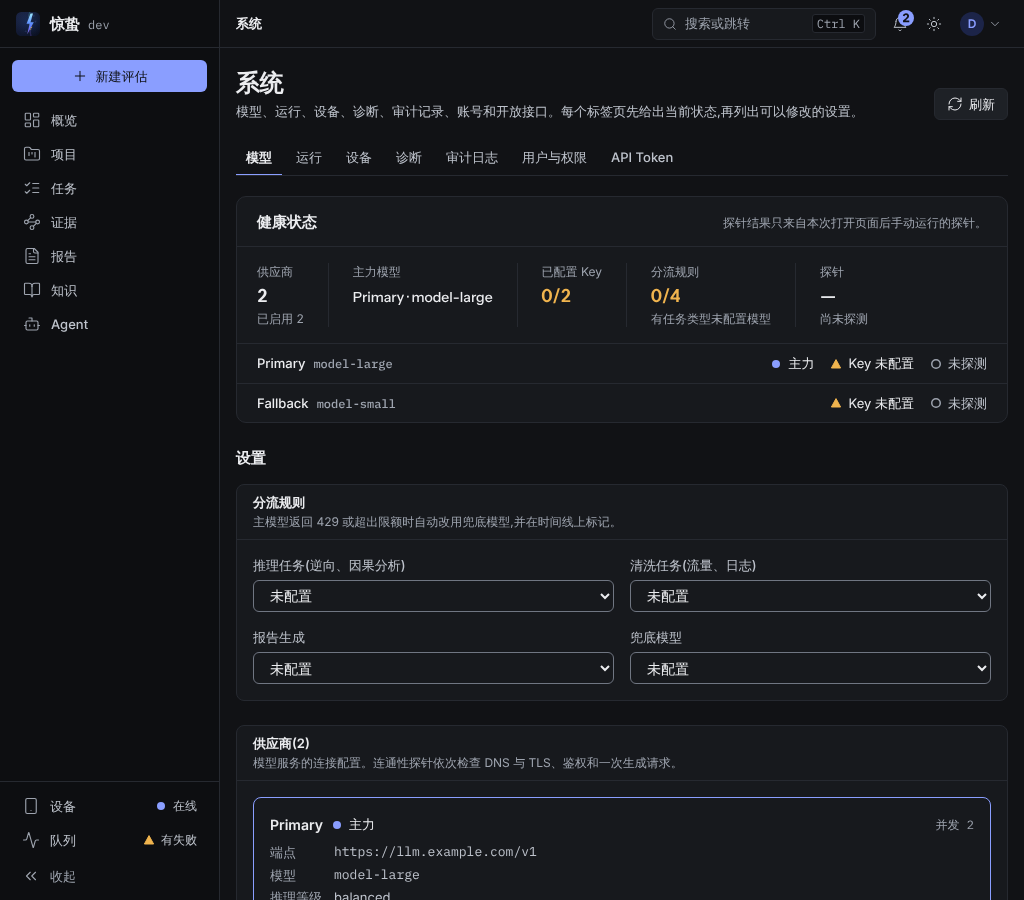 惊蛰 dev
系统
搜索或跳转 Ctrl K
2
D
新建评估
概览
项目
任务
证据
报告
知识
Agent
设备 在线
队列 有失败
收起
系统
模型、运行、设备、诊断、审计记录、账号和开放接口。每个标签页先给出当前状态,再列出可以修改的设置。
刷新
模型 运行 设备 诊断 审计日志 用户与权限 API Token
健康状态 探针结果只来自本次打开页面后手动运行的探针。
供应商 主力模型 已配置 Key 分流规则 探针
2 Primary · model-large 0/2 0/4 —
已启用 2 有任务类型未配置模型 尚未探测
Primary model-large 主力 Key 未配置 未探测
Fallback model-small Key 未配置 未探测
设置
分流规则
主模型返回 429 或超出限额时自动改用兜底模型,并在时间线上标记。
推理任务(逆向、因果分析) 清洗任务(流量、日志)
未配置 未配置
报告生成 兜底模型
未配置 未配置
供应商(2)
模型服务的连接配置。连通性探针依次检查 DNS 与 TLS、鉴权和一次生成请求。
Primary 主力 并发 2
端点 https://llm.example.com/v1
模型 model-large
推理等级 balanced